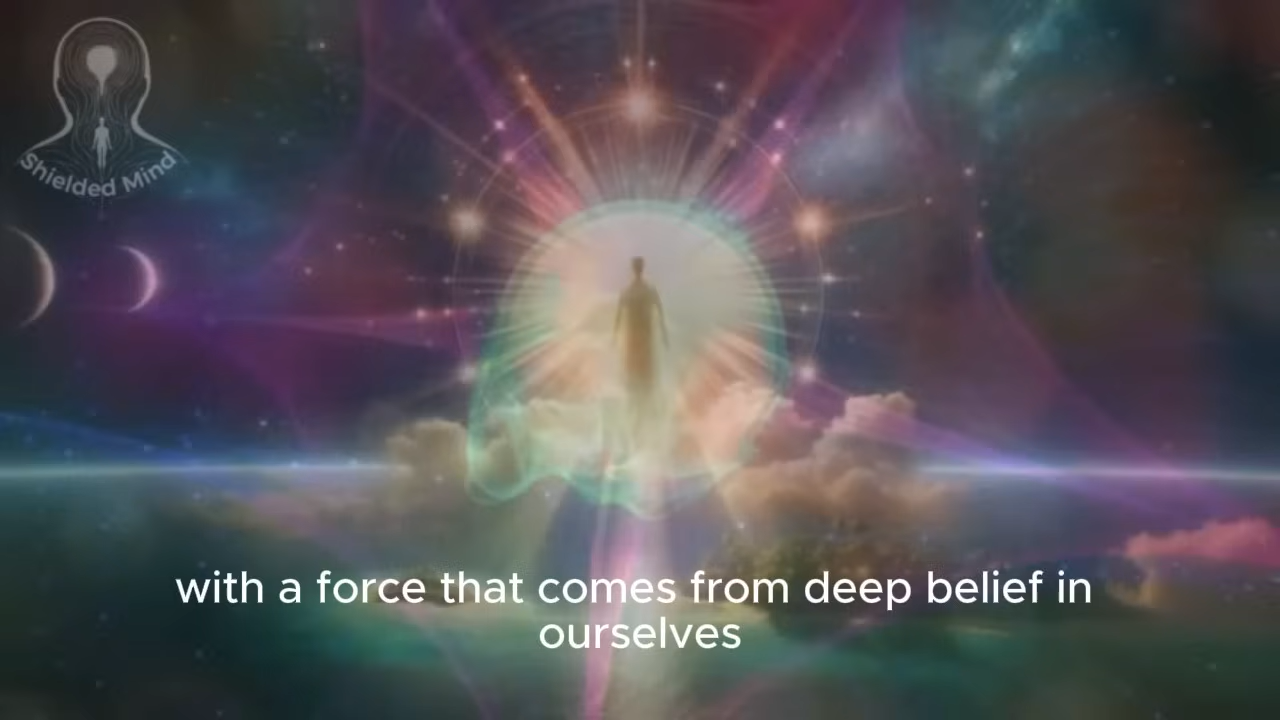 Shielded Mind
with a force that comes from deep belief in
ourselves